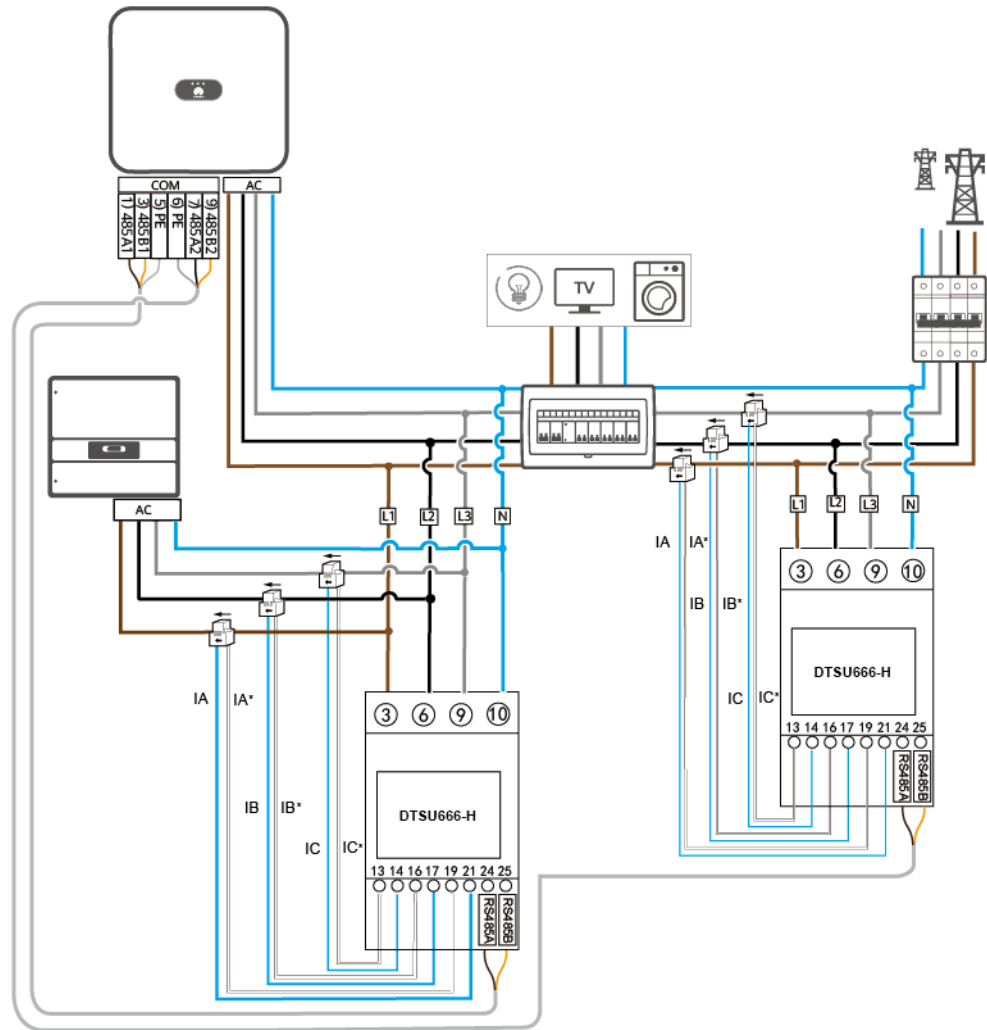 COM
AC
1) 485A1
3) 485B1
5) PE
6) PE
7) 485A2
9) 485B2
TV
AC
L1
L2
L3
N
L1
L2
L3
N
3
6
9
10
DTSU666-H
IA
IA*
IB
IB*
IC
IC*
13 14 16 17 19 21 24 25
RS485A
RS485B
3
6
9
10
DTSU666-H
IA
IA*
IB
IB*
IC
IC*
13 14 16 17 19 21 24 25
RS485A
RS485B